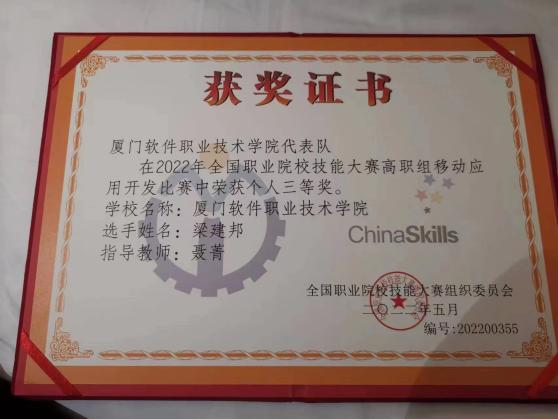 获奖证书
厦门软件职业技术学院代表队
在2022年全国职业院校技能大赛高职组移动应
用开发比赛中荣获个人三等奖。
学校名称：厦门软件职业技术学院
选手姓名：梁建邦
指导教师：聂菁
ChinaSkills
全国职业院校技能大赛组织委员会
二〇二二年五月
编号:202200355